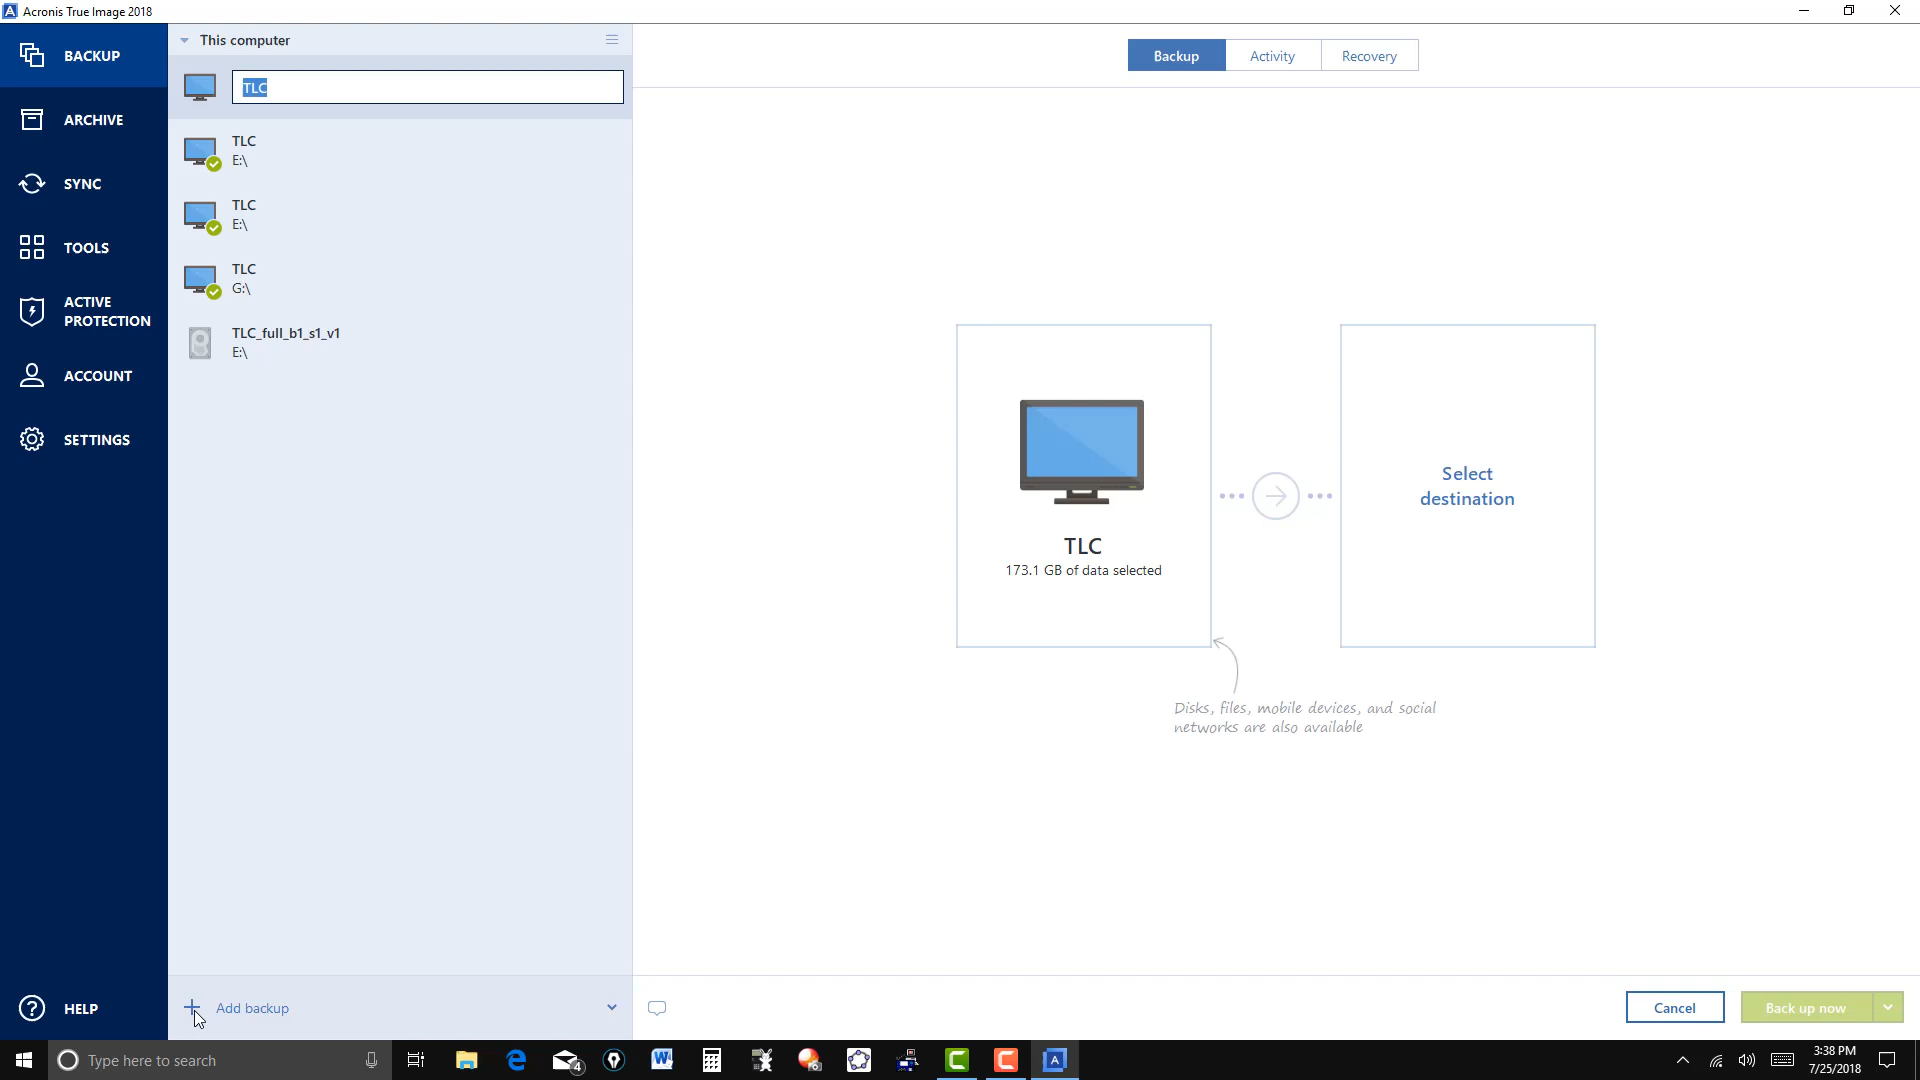 Acronis True Image 2018
BACKUP
ARCHIVE
SYNC
TOOLS
ACTIVE
PROTECTION
ACCOUNT
SETTINGS
HELP
This computer
TLC
TLC
E:\
TLC
E:\
TLC
G:\
TLC_full_b1_s1_v1
E:\
Add backup
Backup
Activity
Recovery
TLC
173.1 GB of data selected
Select
destination
Disks, files, mobile devices, and social
networks are also available
Cancel
Back up now
Type here to search
4
3:38 PM
7/25/2018